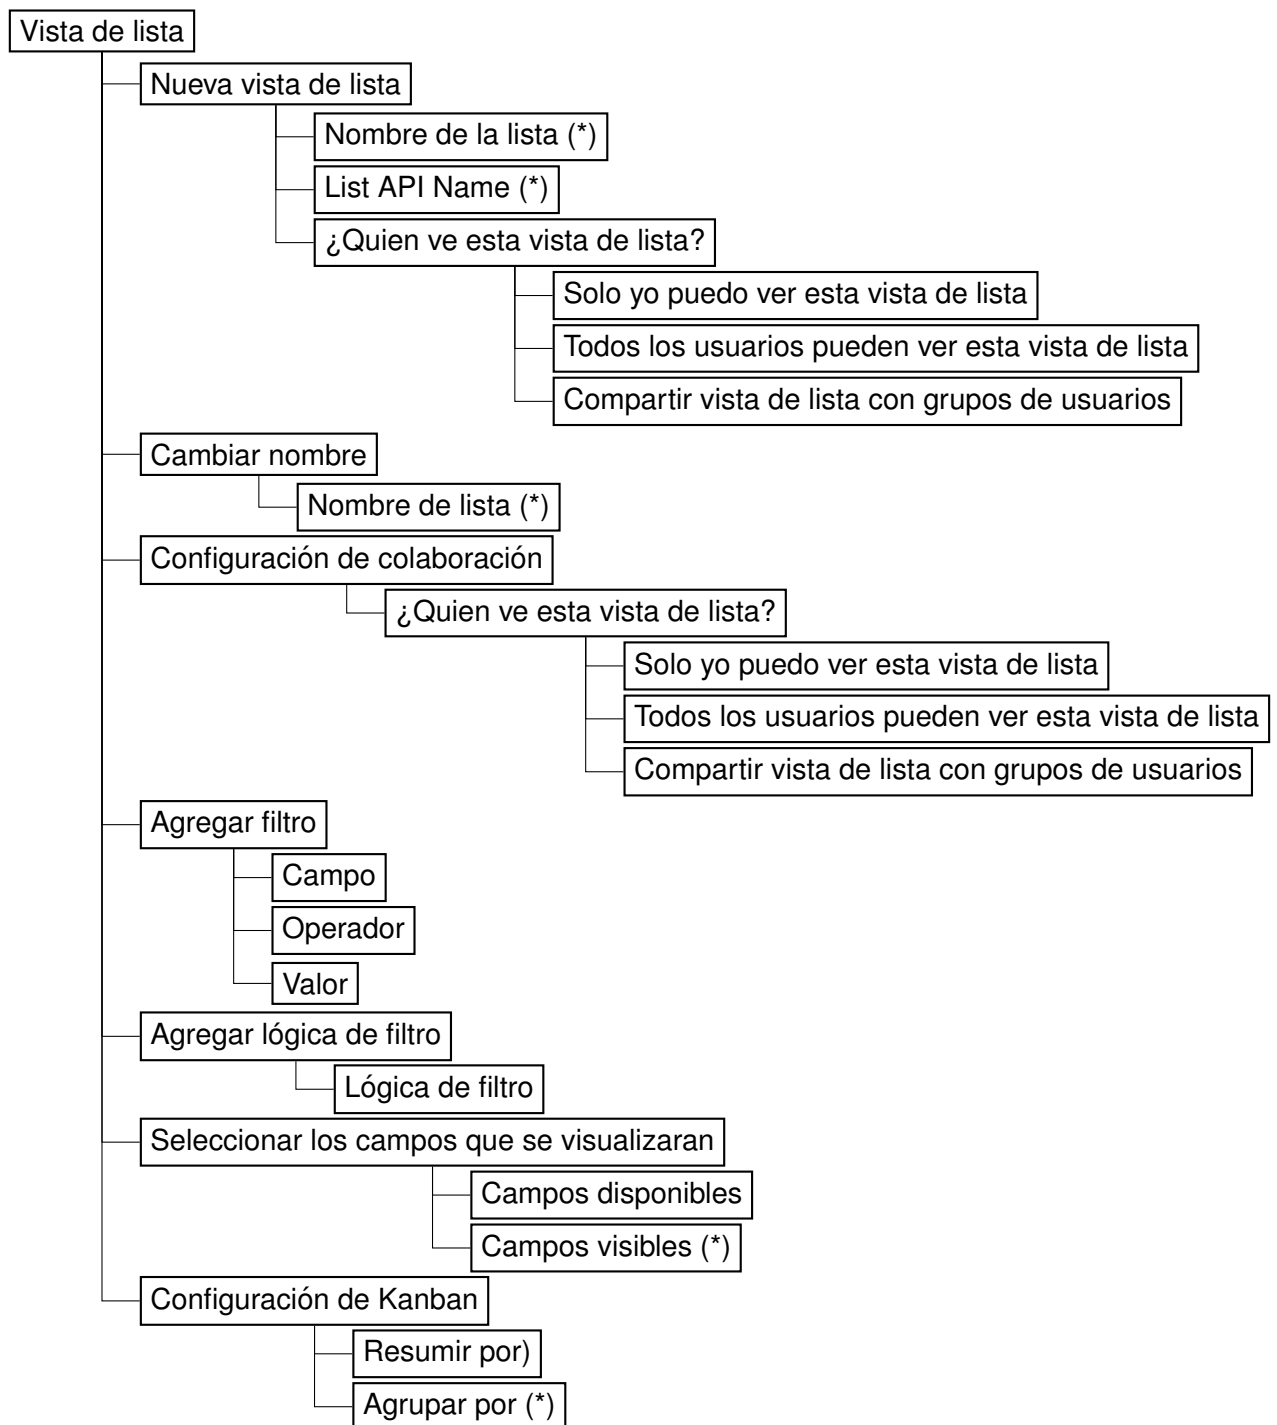 Vista de lista
Nueva vista de lista
Nombre de la lista (*)
List API Name (*)
¿Quien ve esta vista de lista?
Solo yo puedo ver esta vista de lista
Todos los usuarios pueden ver esta vista de lista
Compartir vista de lista con grupos de usuarios
Cambiar nombre
Nombre de lista (*)
Configuración de colaboración
¿Quien ve esta vista de lista?
Solo yo puedo ver esta vista de lista
Todos los usuarios pueden ver esta vista de lista
Compartir vista de lista con grupos de usuarios
Agregar filtro
Campo
Operador
Valor
Agregar lógica de filtro
Lógica de filtro
Seleccionar los campos que se visualizaran
Campos disponibles
Campos visibles (*)
Configuración de Kanban
Resumir por)
Agrupar por (*)